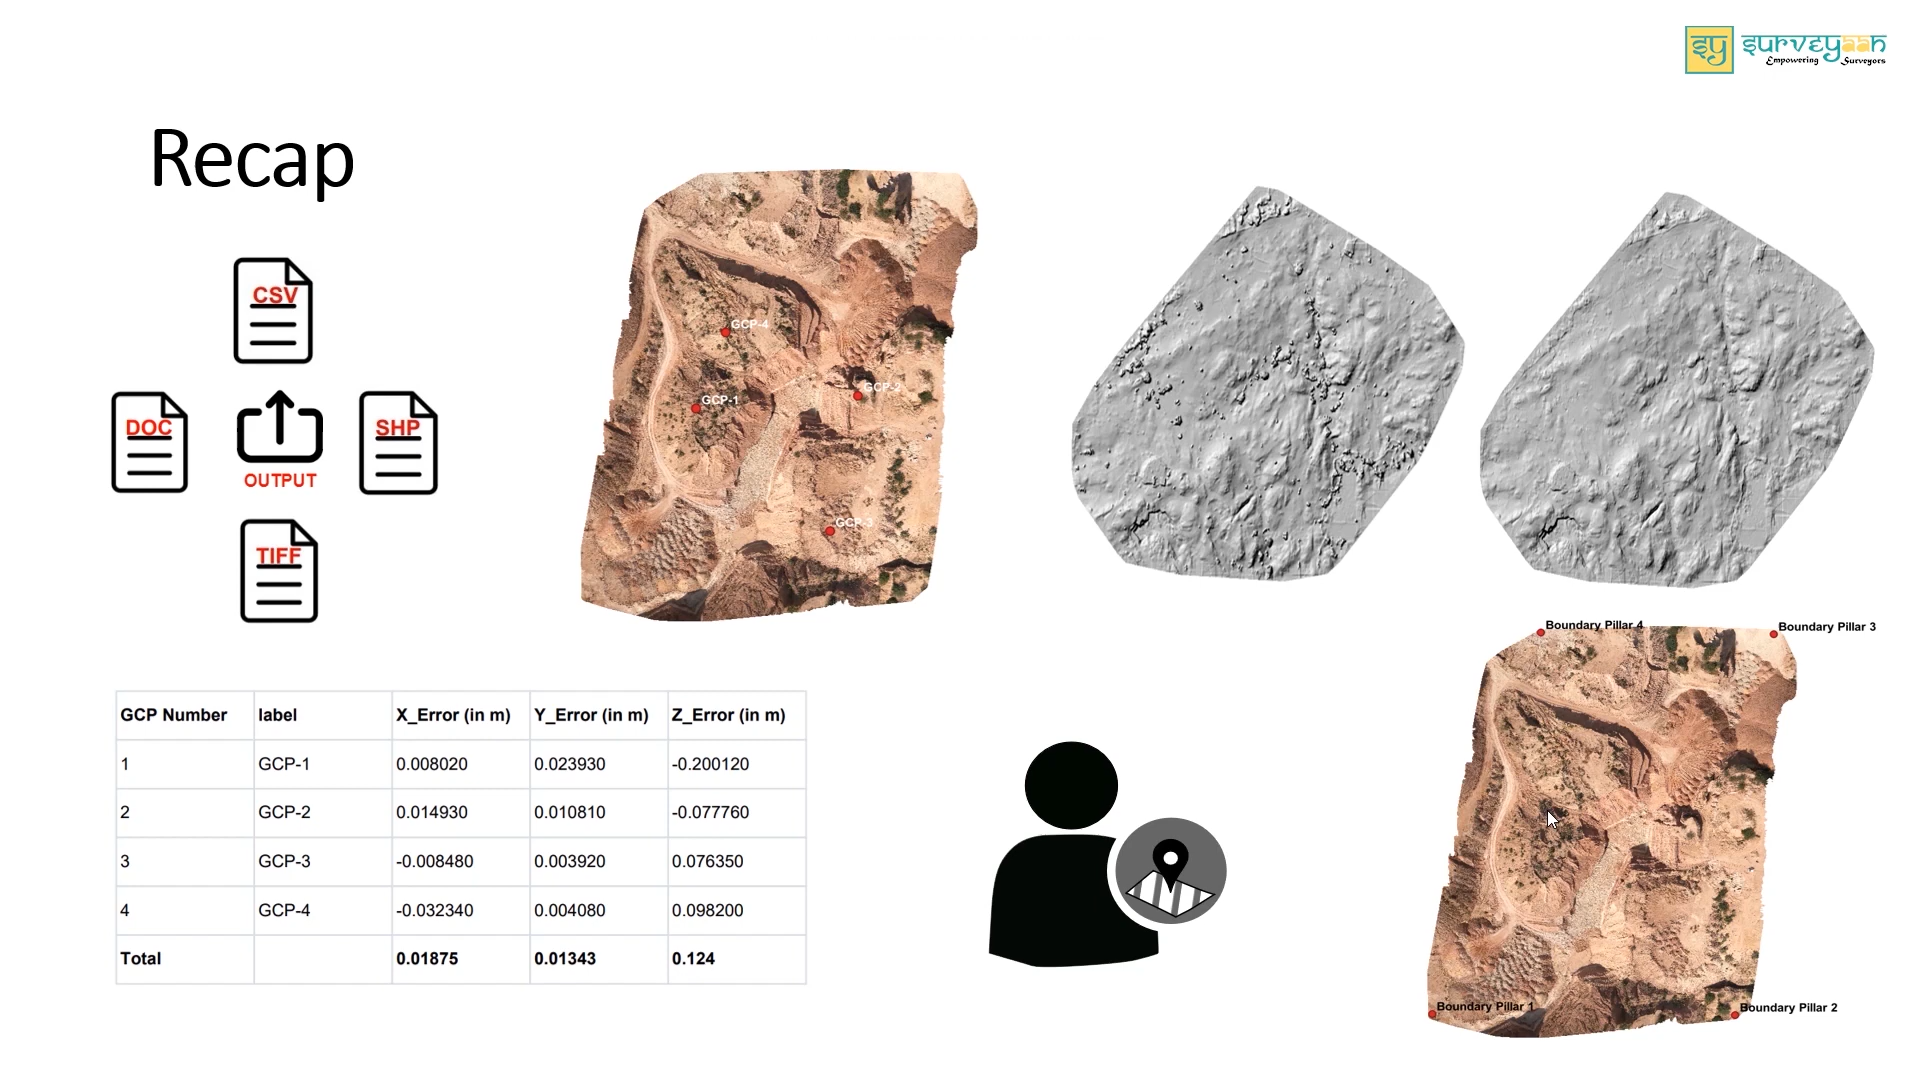 sy surveyaan
Empowering Surveyors
Recap
CSV
DOC
SHP
OUTPUT
TIFF
GCP-4
GCP-2
GCP-1
GCP-3
Boundary Pillar 4
Boundary Pillar 3
Boundary Pillar 1
Boundary Pillar 2
GCP Number label X_Error (in m) Y_Error (in m) Z_Error (in m)
1 GCP-1 0.008020 0.023930 -0.200120
2 GCP-2 0.014930 0.010810 -0.077760
3 GCP-3 -0.008480 0.003920 0.076350
4 GCP-4 -0.032340 0.004080 0.098200
Total 0.01875 0.01343 0.124